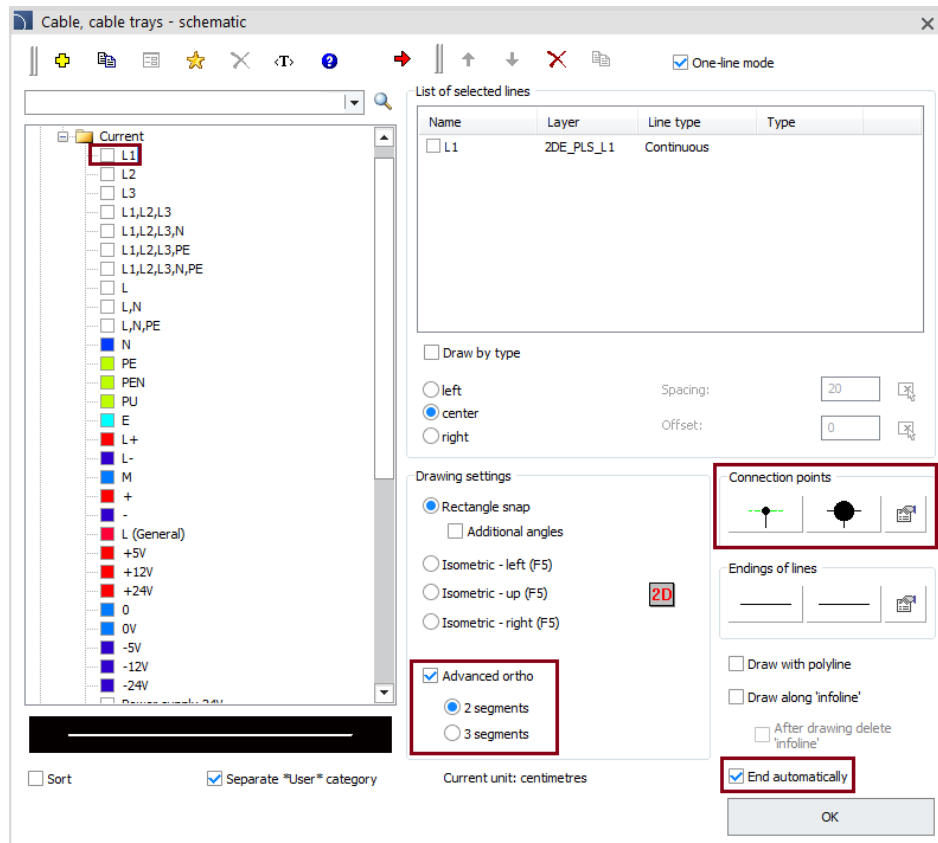 Cable, cable trays - schematic
<T>
One-line mode
List of selected lines
Name Layer Line type Type
L1 2DE_PLS_L1 Continuous
Current
L1
L2
L3
L1,L2,L3
L1,L2,L3,N
L1,L2,L3,PE
L1,L2,L3,N,PE
L
L,N
L,N,PE
N
PE
PEN
PU
E
L+
L-
M
+
-
L (General)
+5V
+12V
+24V
0
0V
-5V
-12V
-24V
Power supply 24V
Sort
Separate *User* category
Draw by type
left
center
right
Spacing: 20
Offset: 0
Drawing settings
Rectangle snap
Additional angles
Isometric - left (F5)
Isometric - up (F5)
Isometric - right (F5)
2D
Advanced ortho
2 segments
3 segments
Current unit: centimetres
Connection points
Endings of lines
Draw with polyline
Draw along 'infoline'
After drawing delete
'infoline'
End automatically
OK